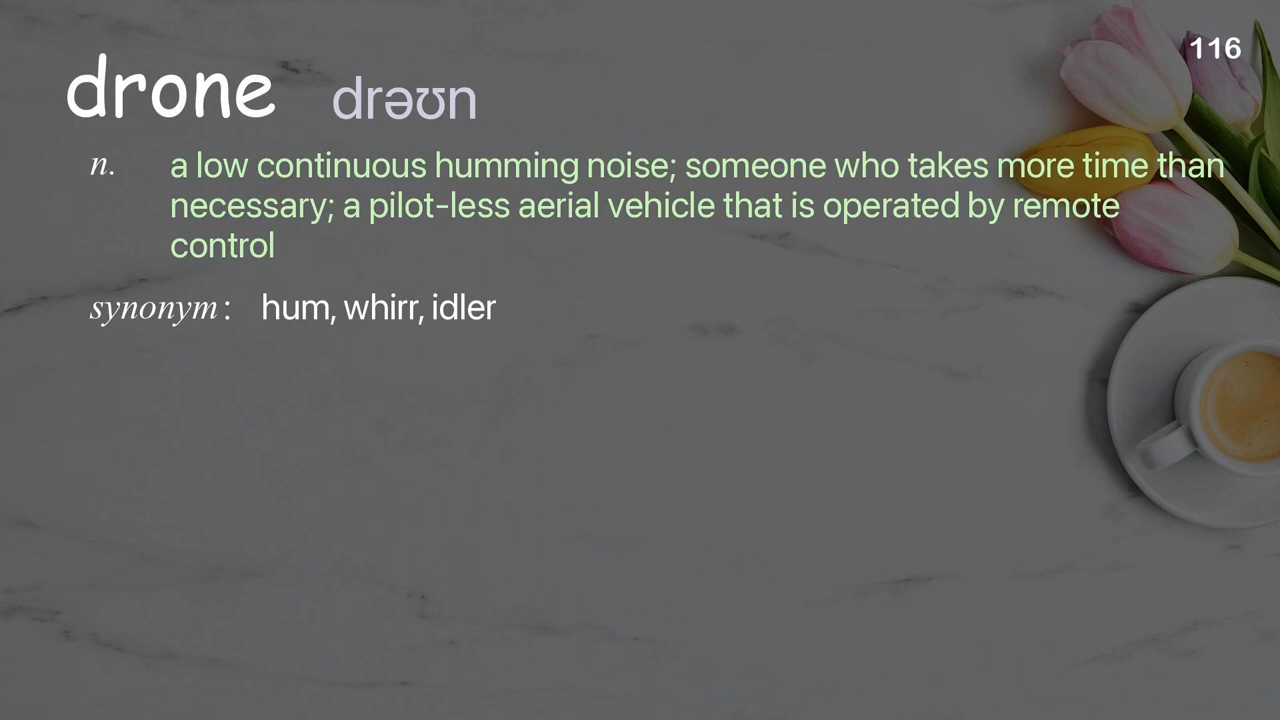 116
drone drəʊn
n. a low continuous humming noise; someone who takes more time than
necessary; a pilot-less aerial vehicle that is operated by remote
control
synonym: hum, whirr, idler